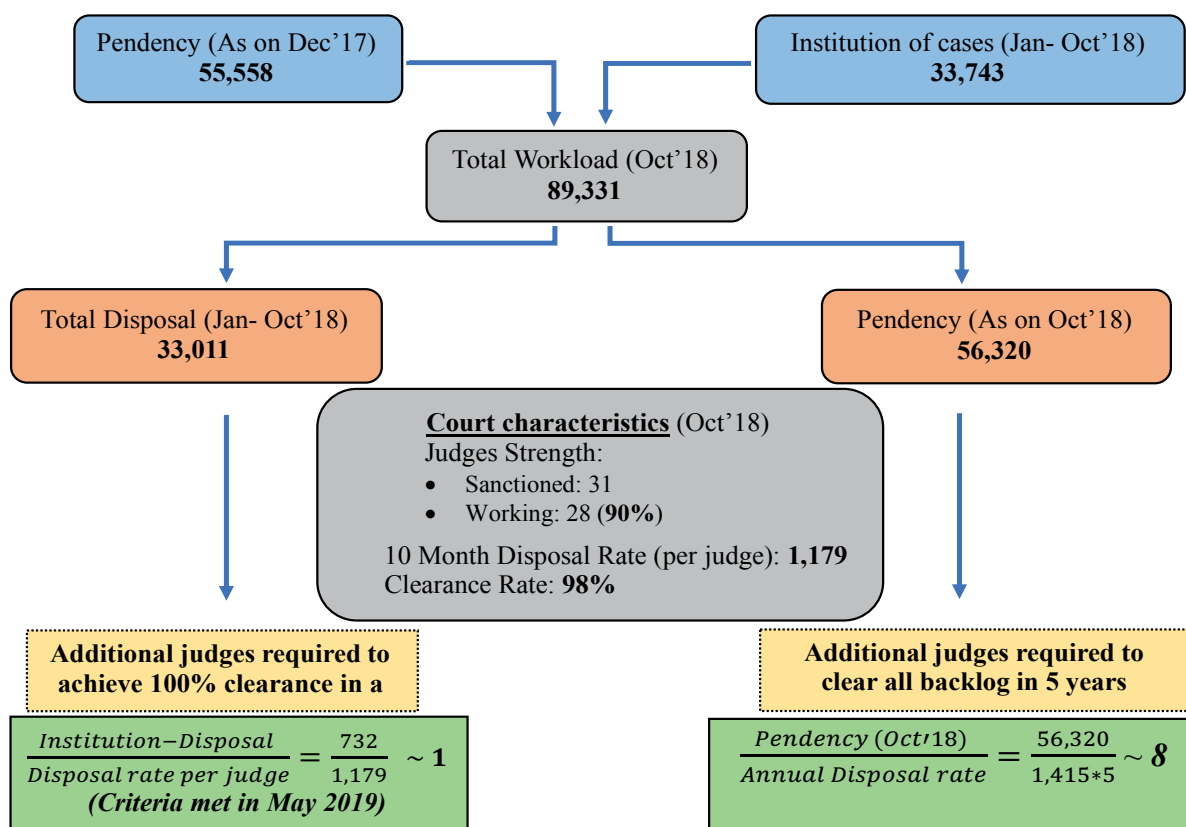 Pendency (As on Dec’17)
55,558
Institution of cases (Jan- Oct’18)
33,743
Total Workload (Oct’18)
89,331
Total Disposal (Jan- Oct’18)
33,011
Pendency (As on Oct’18)
56,320
Court characteristics (Oct’18)
Judges Strength:
• Sanctioned: 31
• Working: 28 (90%)
10 Month Disposal Rate (per judge): 1,179
Clearance Rate: 98%
Additional judges required to
achieve 100% clearance in a
Institution−Disposal / Disposal rate per judge = 732 / 1,179 ~ 1
(Criteria met in May 2019)
Additional judges required to
clear all backlog in 5 years
Pendency (Oct′18) / Annual Disposal rate = 56,320 / 1,415*5 ~ 8